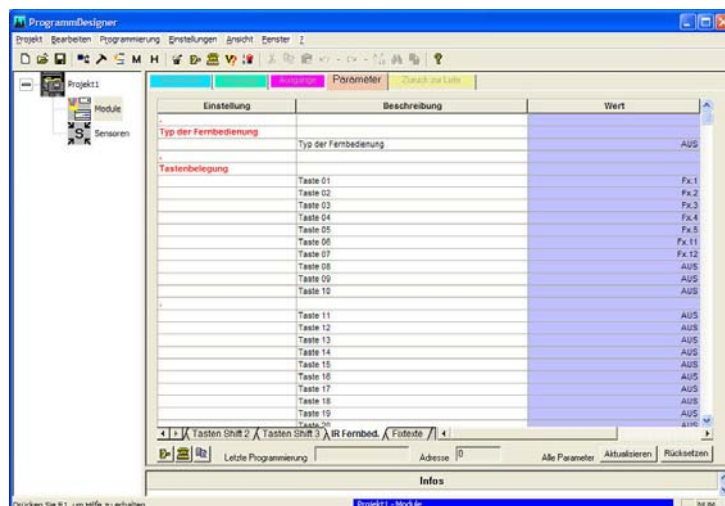 ProgrammDesigner
Projekt Bearbeiten Programmierung Einstellungen Ansicht Fenster ?
M H
Projekt1
Module
S Sensoren
Ausgänge Parameter Zurück zur Liste
Einstellung Beschreibung Wert
Typ der Fernbedienung
Typ der Fernbedienung AUS
Tastenbelegung
Taste 01 Fx.1
Taste 02 Fx.2
Taste 03 Fx.3
Taste 04 Fx.4
Taste 05 Fx.5
Taste 06 Fx.11
Taste 07 Fx.12
Taste 08 AUS
Taste 09 AUS
Taste 10 AUS
Taste 11 AUS
Taste 12 AUS
Taste 13 AUS
Taste 14 AUS
Taste 15 AUS
Taste 16 AUS
Taste 17 AUS
Taste 18 AUS
Taste 19 AUS
Taste 20 AUS
Tasten Shift 2 Tasten Shift 3 IR Fernbed. Fixtexte
Letzte Programmierung Adresse 0 Alle Parameter Aktualisieren Rücksetzen
Infos
Drücken Sie F1, um Hilfe zu erhalten. Projekt1 - Module NUM